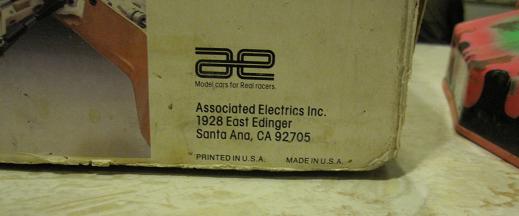 ae
Model cars for Real racers.
Associated Electrics Inc.
1928 East Edinger
Santa Ana, CA 92705
PRINTED IN U.S.A. MADE IN U.S.A.